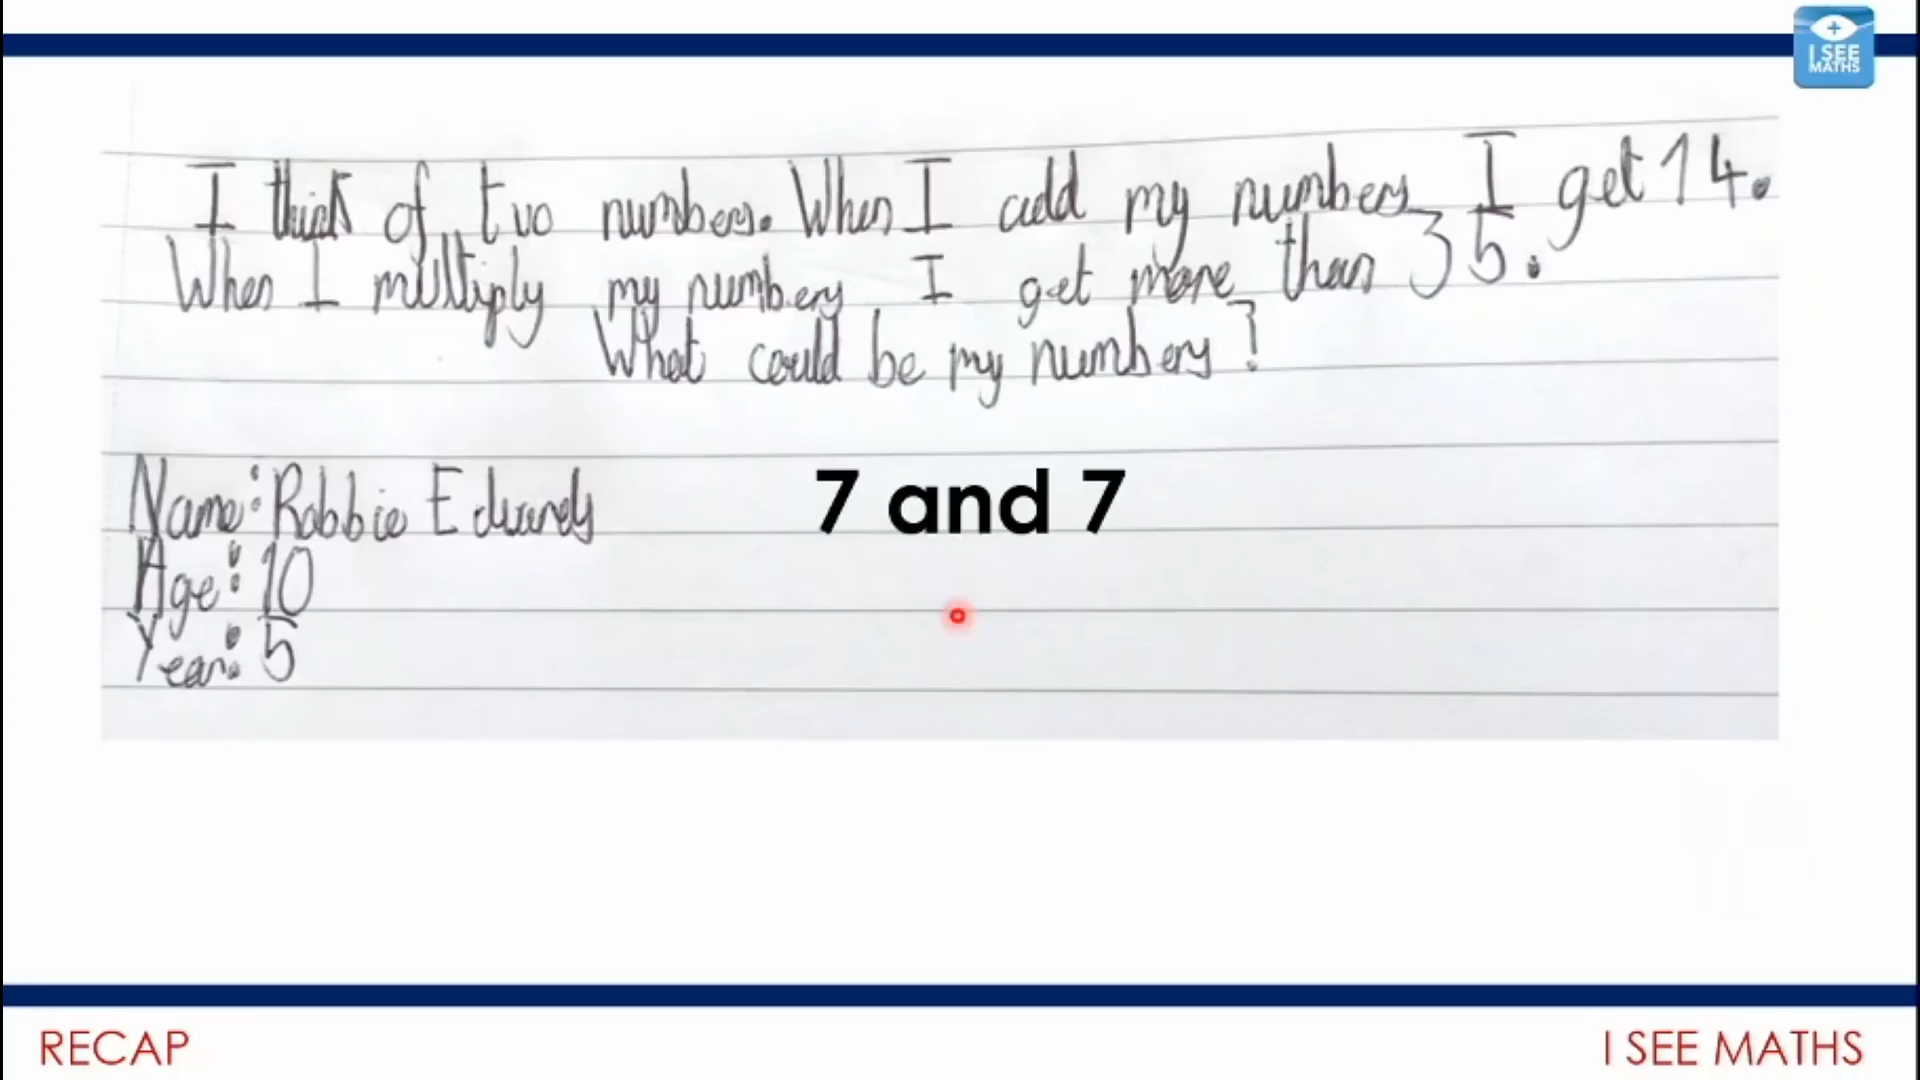 I SEE
MATHS
I think of two numbers. When I add my numbers I get 14.
When I multiply my numbers I get more than 35.
What could be my numbers?
Name: Robbie Edwards
7 and 7
Age: 10
Year: 5
RECAP
I SEE MATHS